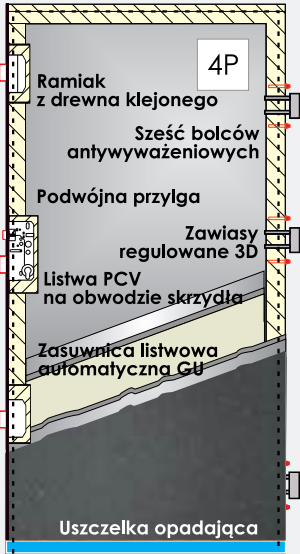 4P
Ramiak
z drewna klejonego
Sześć bolców
antywyważeniowych
Podwójna przylga
Zawiasy
regulowane 3D
Listwa PCV
na obwodzie skrzydła
Zasuwnica listwowa
automatyczna GU
Uszczelka opadająca